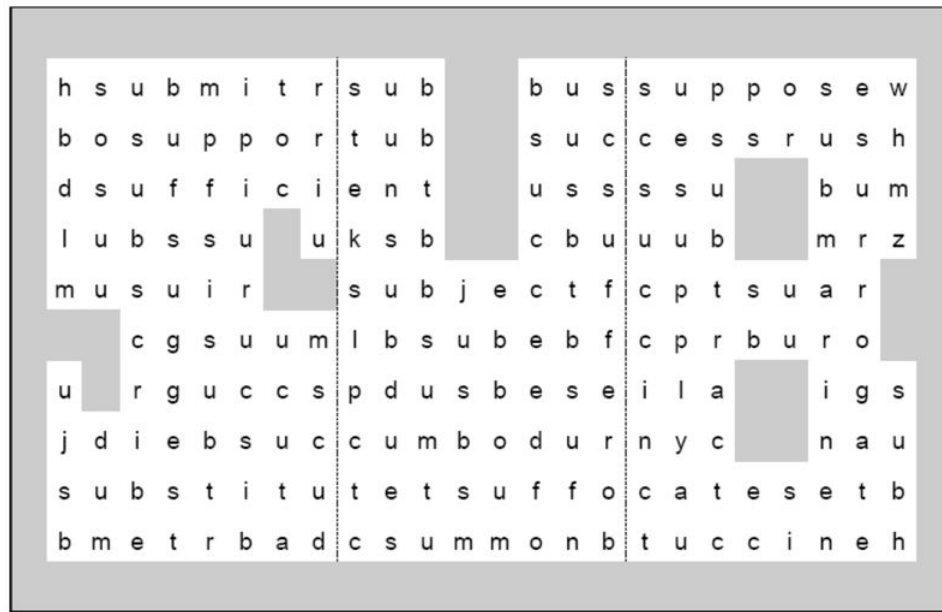 h s u b m i t r s u b b u s s u p p o s e w
b o s u p p o r t u b s u c c e s s r u s h
d s u f f i c i e n t u s s s s u b u m
l u b s s u u k s b c b u u u b m r z
m u s u i r s u b j e c t f c p t s u a r
c g s u u m l b s u b e b f c p r b u r o
u r g u c c s p d u s b e s e i l a i g s
j d i e b s u c c u m b o d u r n y c n a u
s u b s t i t u t e t s u f f o c a t e s e t b
b m e t r b a d c s u m m o n b t u c c i n e h